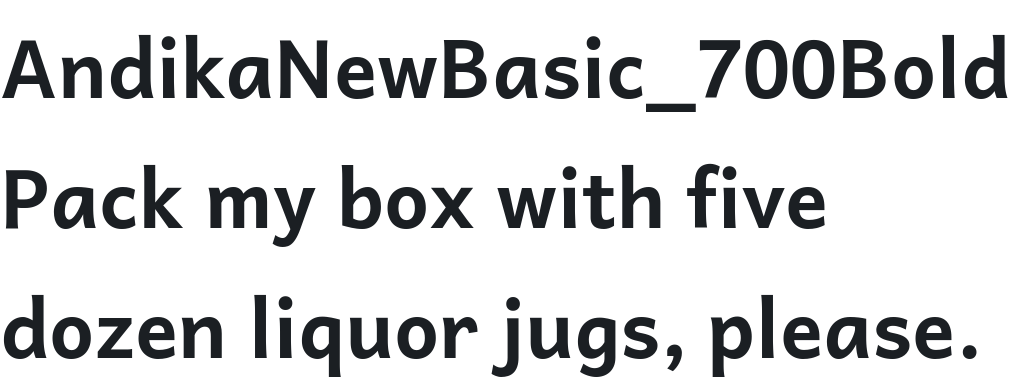 AndikaNewBasic_700Bold
Pack my box with five
dozen liquor jugs, please.